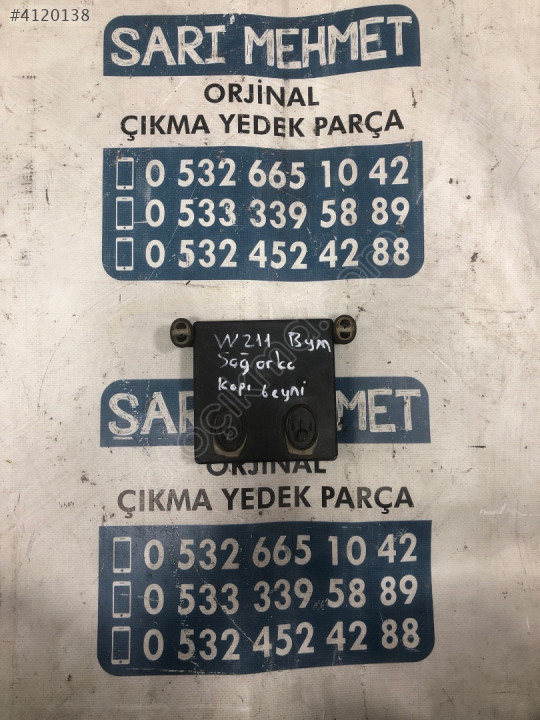 #4120138
SARI MEHMET
ORJİNAL
ÇIKMA YEDEK PARÇA
0 532 665 10 42
0 533 339 58 89
0 532 452 42 88
W211 Bym
Sağ arka
Kapı beyni
SARI MEHMET
ORJİNAL
ÇIKMA YEDEK PARÇA
0 532 665 10 42
0 533 339 58 89
0 532 452 42 88